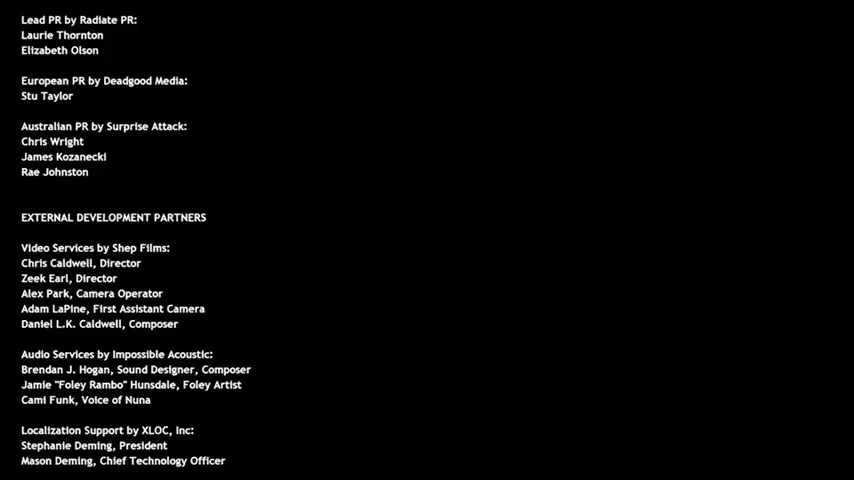 Lead PR by Radiate PR:
Laurie Thornton
Elizabeth Olson
European PR by Deadgood Media:
Stu Taylor
Australian PR by Surprise Attack:
Chris Wright
James Kozanecki
Rae Johnston
EXTERNAL DEVELOPMENT PARTNERS
Video Services by Shep Films:
Chris Caldwell, Director
Zeek Earl, Director
Alex Park, Camera Operator
Adam LaPine, First Assistant Camera
Daniel L.K. Caldwell, Composer
Audio Services by Impossible Acoustic:
Brendan J. Hogan, Sound Designer, Composer
Jamie "Foley Rambo" Hunsdale, Foley Artist
Cami Funk, Voice of Nuna
Localization Support by XLOC, Inc:
Stephanie Deming, President
Mason Deming, Chief Technology Officer